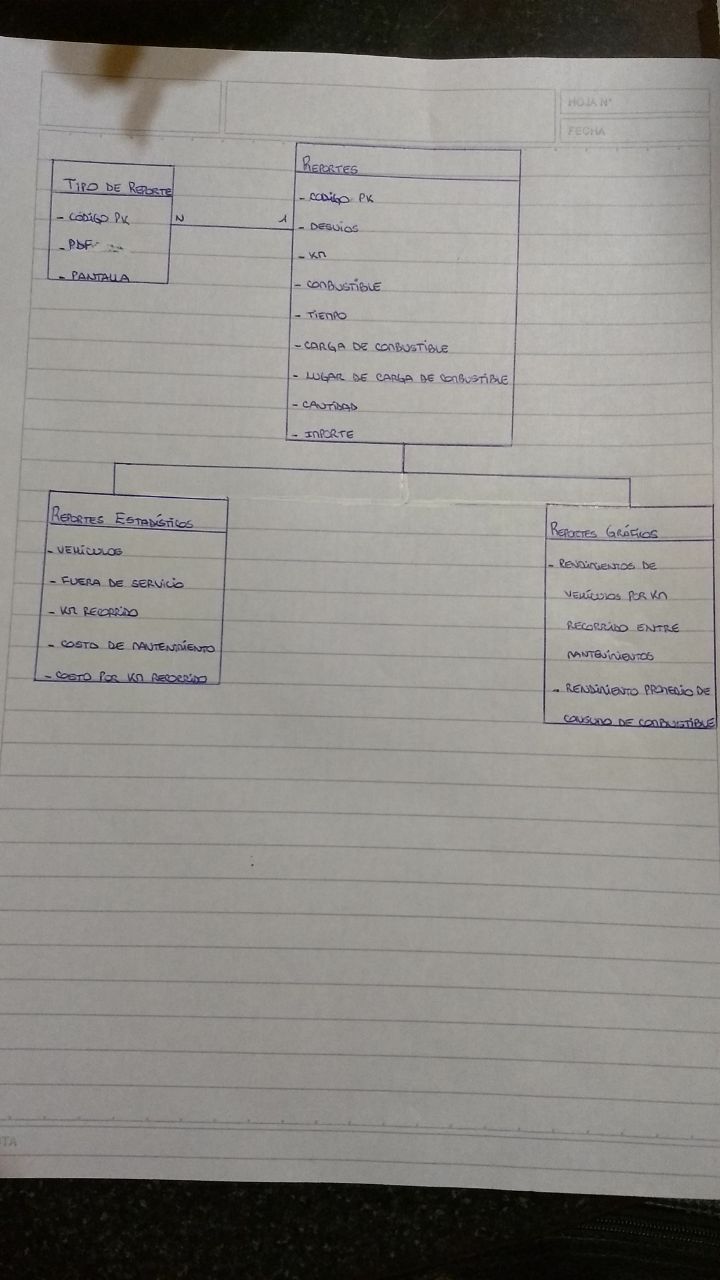 HOJA N°
FECHA
TIPO DE REPORTE
- CÓDIGO PK
- PDF
- PANTALLA
N 1
REPORTES
- CODIGO PK
- DESVIOS
- KM
- COMBUSTIBLE
- TIEMPO
- CARGA DE COMBUSTIBLE
- LUGAR DE CARGA DE COMBUSTIBLE
- CANTIDAD
- IMPORTE
REPORTES ESTADÍSTICOS
- VEHÍCULOS
- FUERA DE SERVICIO
- KM RECORRIDO
- COSTO DE MANTENIMIENTO
- COSTO POR KM RECORRIDO
REPORTES GRÁFICOS
- RENDIMIENTOS DE
VEHÍCULOS POR KM
RECORRIDO ENTRE
MANTENIMIENTOS
- RENDIMIENTO PROMEDIO DE
CONSUMO DE COMBUSTIBLE
TA